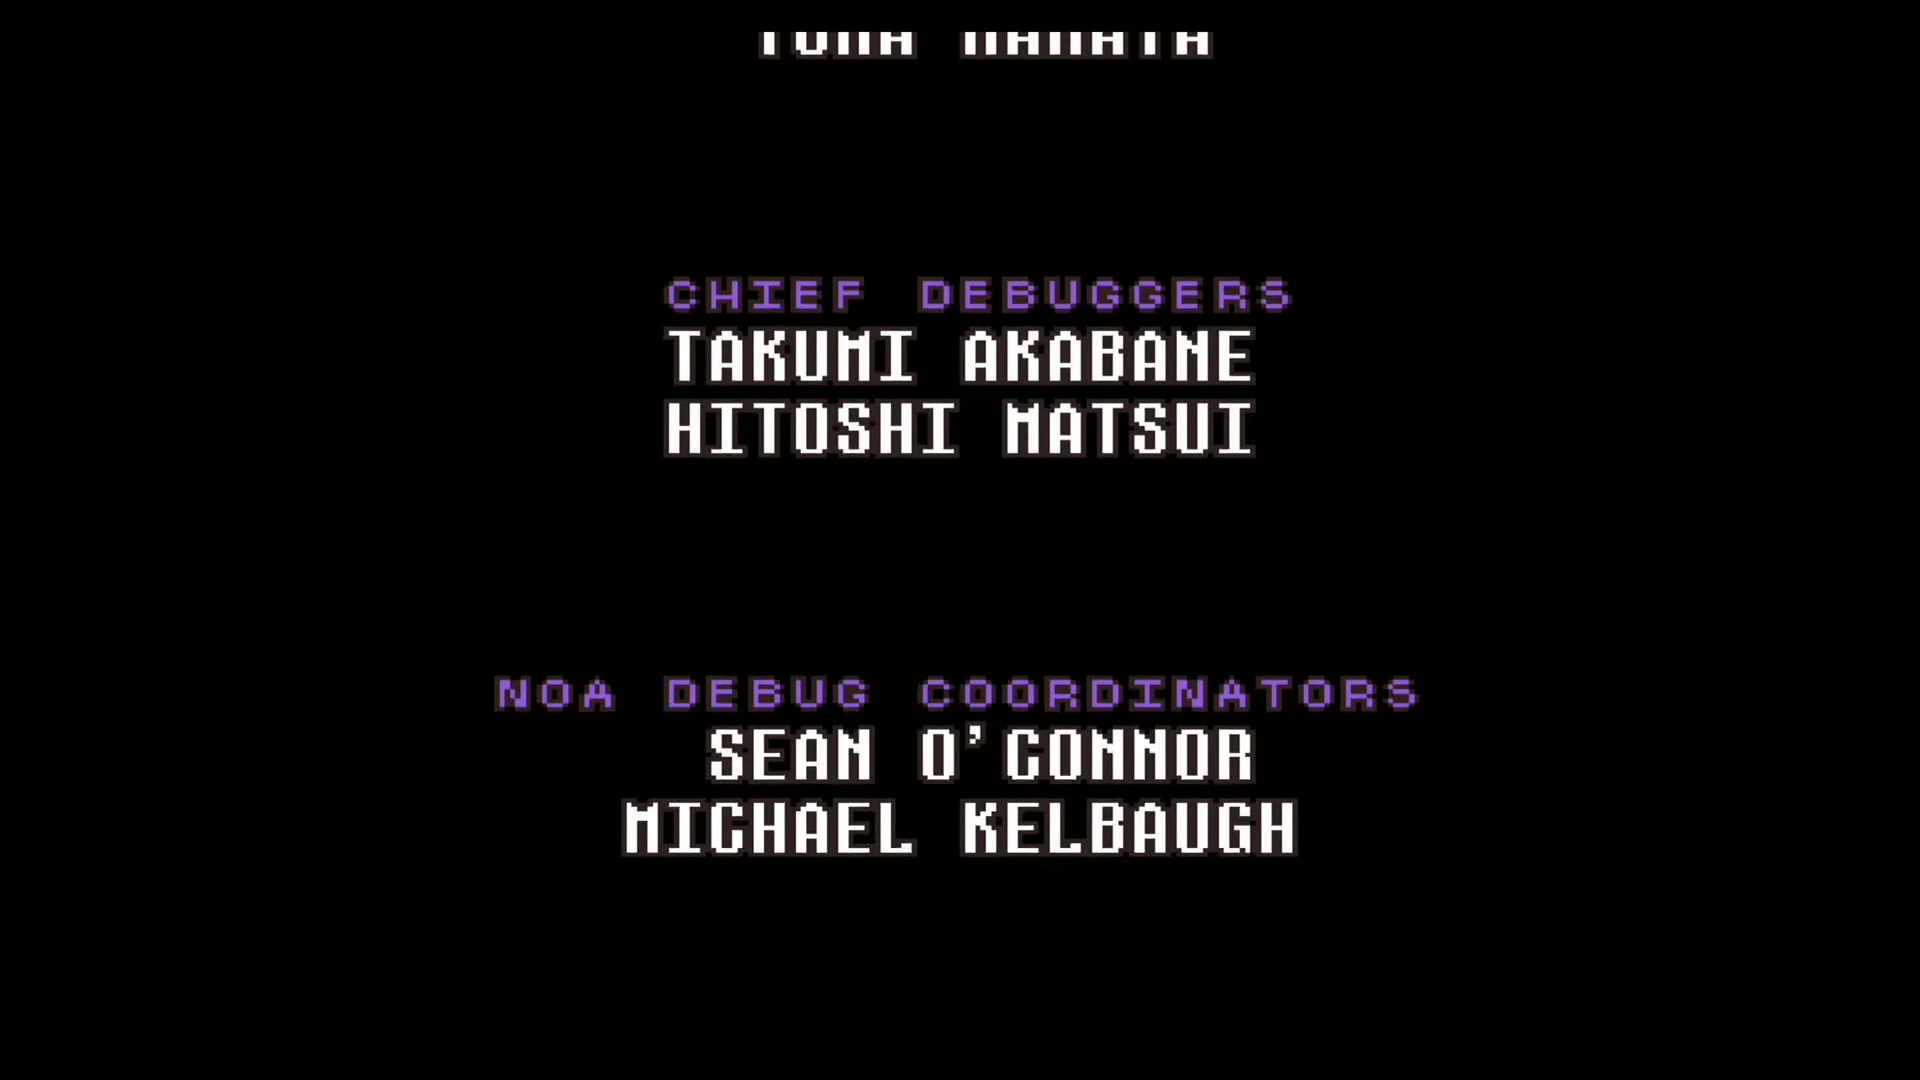 CHIEF DEBUGGERS
TAKUMI AKABANE
HITOSHI MATSUI
NOA DEBUG COORDINATORS
SEAN O'CONNOR
MICHAEL KELBAUGH